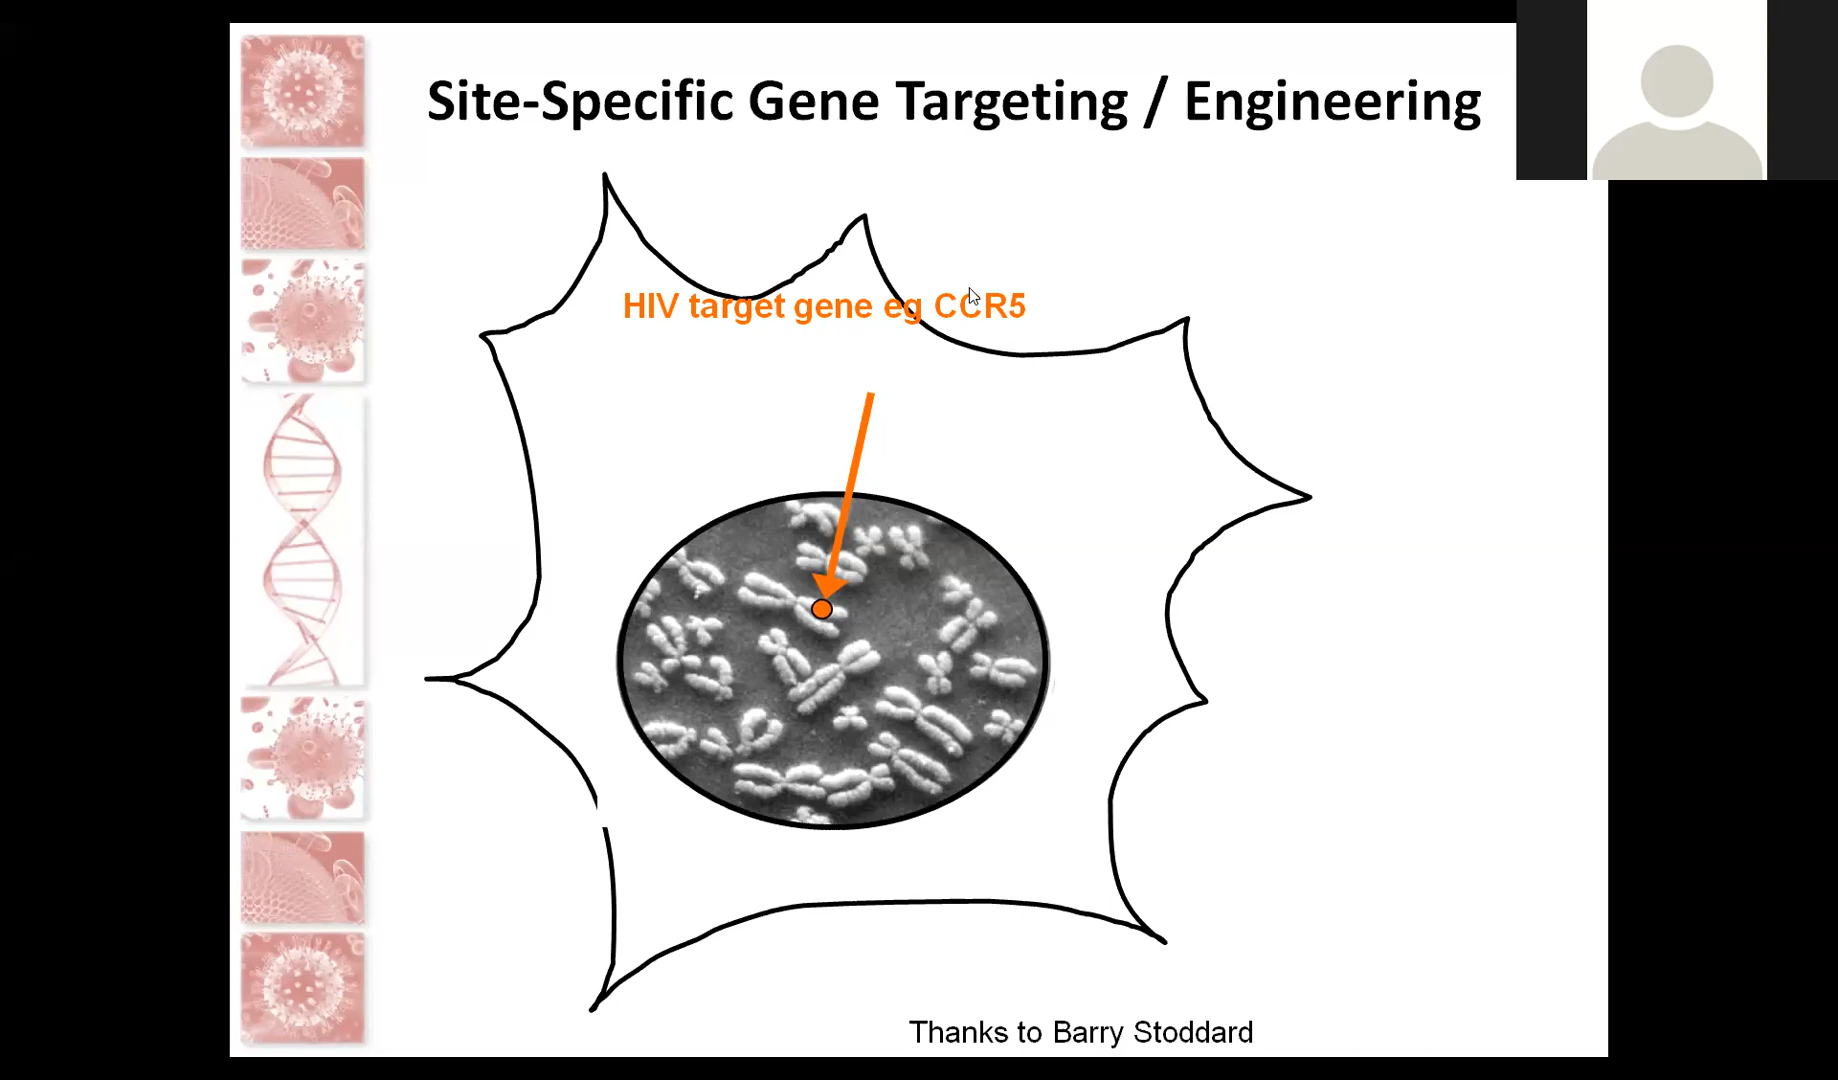 Site-Specific Gene Targeting / Engineering
HIV target gene eg CCR5
Thanks to Barry Stoddard